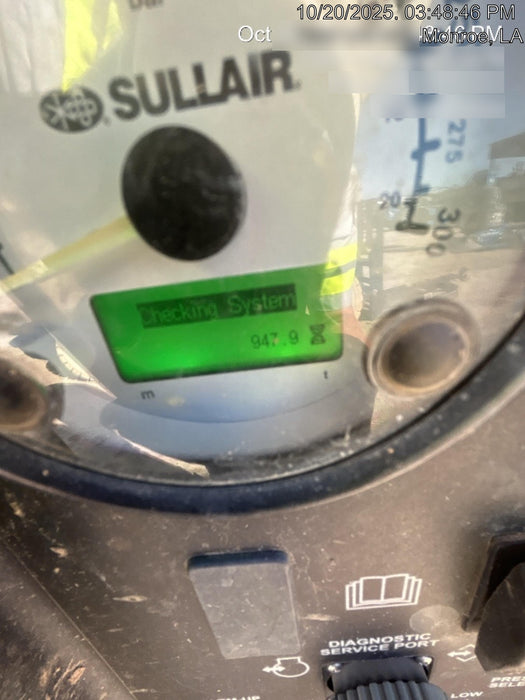 10/20/2025. 03:48:46 PM
Oct
Monroe, LA
SULLAIR
275
20
300
Checking System
947.9
m
t
DIAGNOSTIC
SERVICE PORT
LOW